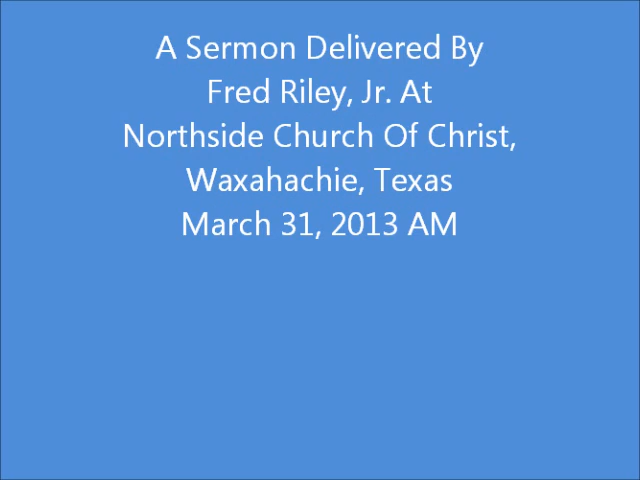 A Sermon Delivered By
Fred Riley, Jr. At
Northside Church Of Christ,
Waxahachie, Texas
March 31, 2013 AM